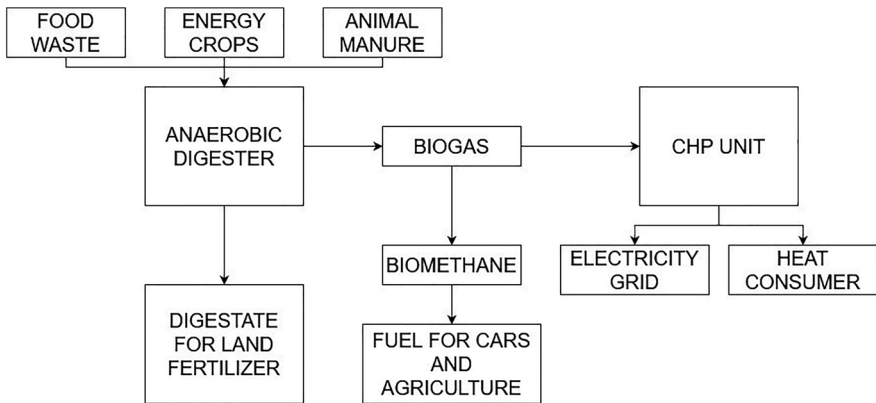 FOOD
WASTE
ENERGY
CROPS
ANIMAL
MANURE
ANAEROBIC
DIGESTER
BIOGAS
CHP UNIT
BIOMETHANE
ELECTRICITY
GRID
HEAT
CONSUMER
DIGESTATE
FOR LAND
FERTILIZER
FUEL FOR CARS
AND
AGRICULTURE